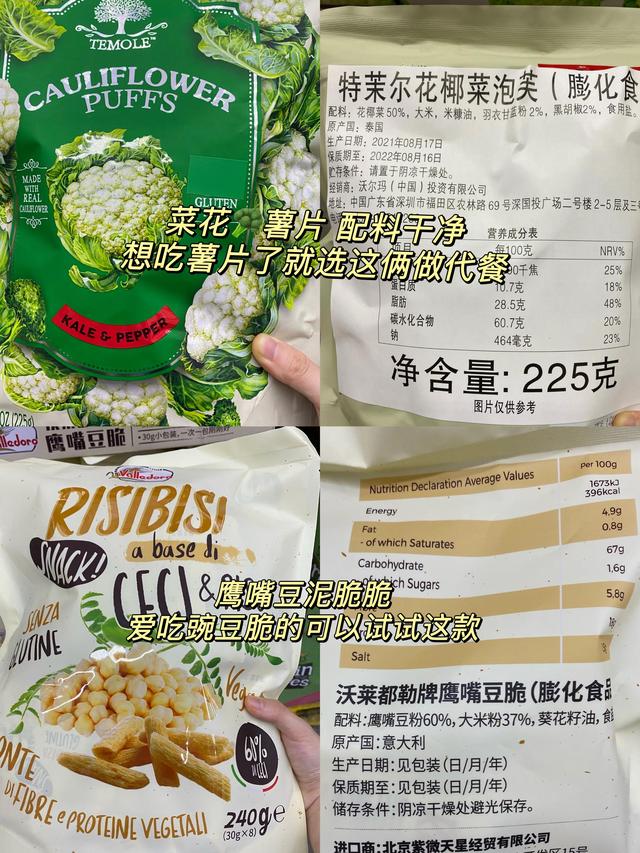 TEMOLE™
CAULIFLOWER
PUFFS
MADE
WITH
REAL
CAULIFLOWER
GLUTEN
KALE & PEPPER
OZ (225g)
菜花 薯片 配料干净
想吃薯片了就选这俩做代餐
特茉尔花椰菜泡芙(膨化食
配料: 花椰菜50%, 大米, 米糠油, 羽衣甘蓝粉2%, 黑胡椒2%, 食用盐。
原产国: 泰国
生产日期: 2021年08月17日
保质期至: 2022年08月16日
贮存条件: 请置于阴凉干燥处。
经销商: 沃尔玛(中国)投资有限公司
地址: 中国广东省深圳市福田区农林路69号深国投广场二号楼2-5层及三
营养成分表
项目 每100克 NRV%
千焦 25%
蛋白质 10.7克 18%
脂肪 28.5克 48%
碳水化合物 60.7克 20%
钠 464毫克 23%
净含量: 225克
图片仅供参考
鹰嘴豆脆
•30g小包装,一次一包刚刚好
Valledoro
RISIBISI
SNACK!
a base di
CECI &
SENZA
GLUTINE
鹰嘴豆泥脆脆
爱吃豌豆脆的可以试试这款
60%
DI CECI
FONTE
DI FIBRE e PROTEINE VEGETALI
240g e
(30g x 8)
Nutrition Declaration Average Values
Per 100g
1673kJ
396kcal
Energy
4,9g
Fat
0,8g
- of which Saturates
67g
Carbohydrate
1,6g
of which Sugars
5,8g
Salt
沃莱都勒牌鹰嘴豆脆(膨化食品
配料: 鹰嘴豆粉60%, 大米粉37%, 葵花籽油, 食
原产国: 意大利
生产日期: 见包装(日/月/年)
保质期至: 见包装(日/月/年)
储存条件: 阴凉干燥处避光保存。
进口商: 北京紫微天星经贸有限公司